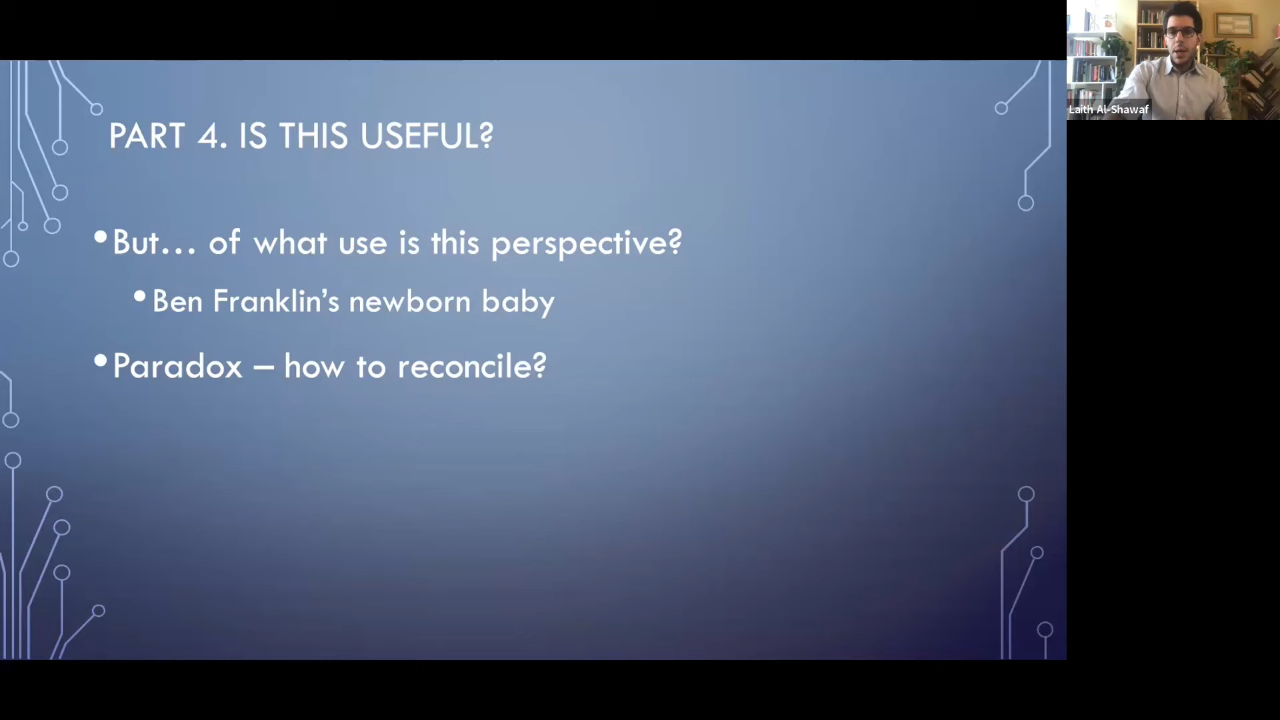 Laith Al-Shawaf
PART 4. IS THIS USEFUL?
•But… of what use is this perspective?
•Ben Franklin’s newborn baby
•Paradox – how to reconcile?